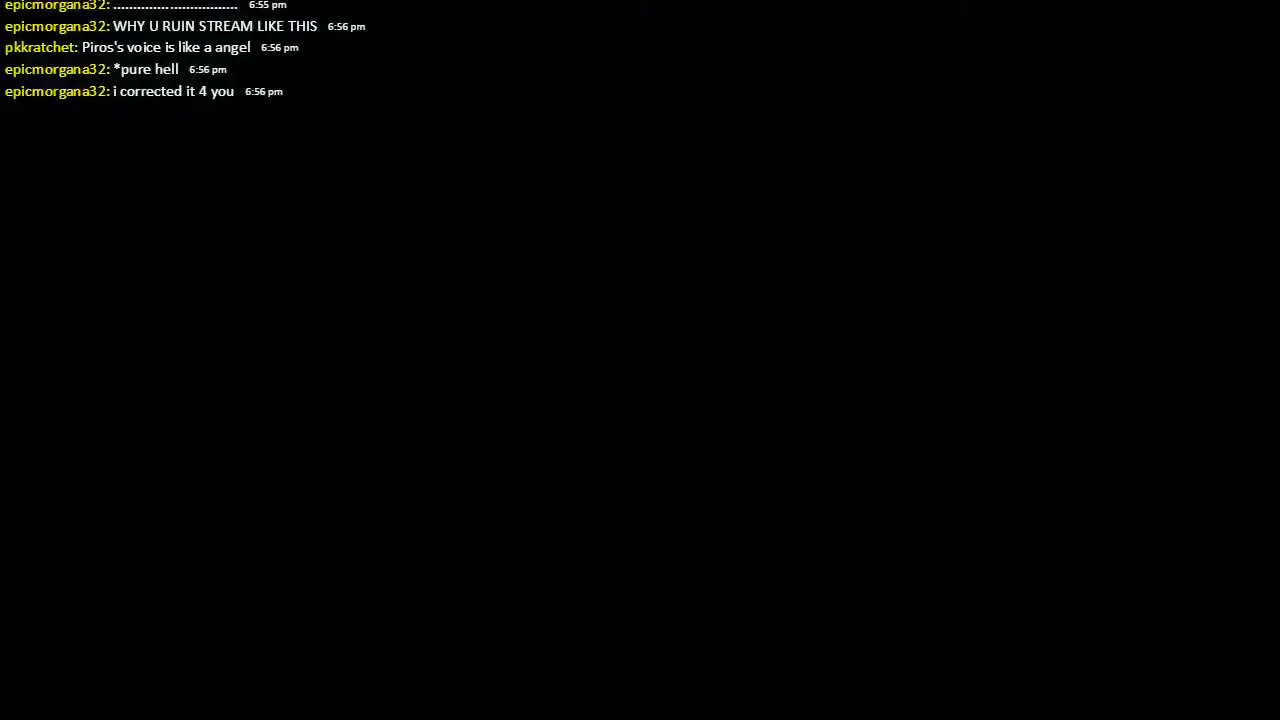 epicmorgana32: ............................... 6:55 pm
epicmorgana32: WHY U RUIN STREAM LIKE THIS 6:56 pm
pkkratchet: Piros's voice is like a angel 6:56 pm
epicmorgana32: *pure hell 6:56 pm
epicmorgana32: i corrected it 4 you 6:56 pm